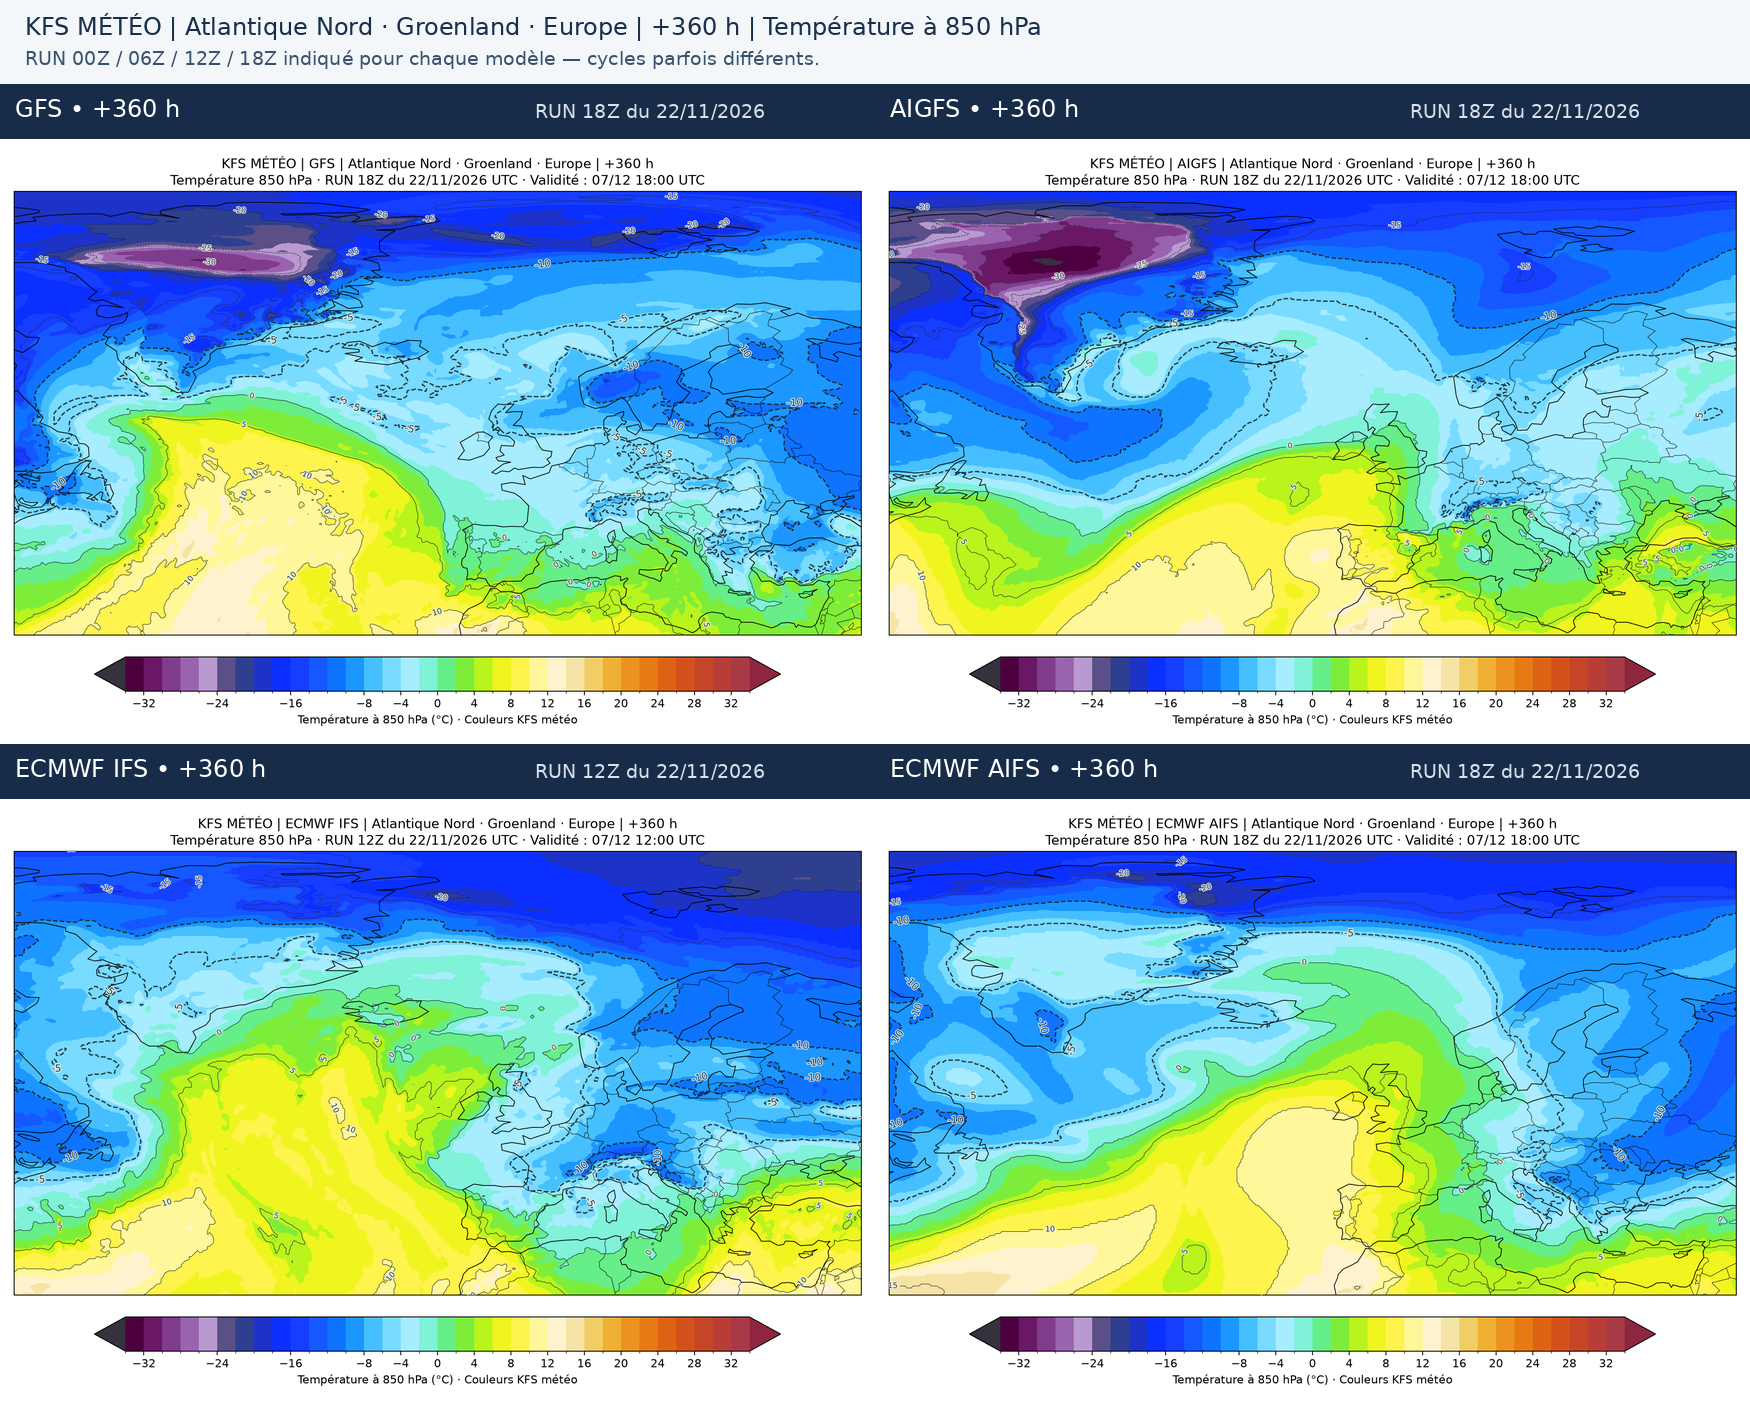 KFS MÉTÉO | Atlantique Nord · Groenland · Europe | +360 h | Température à 850 hPa
RUN 00Z / 06Z / 12Z / 18Z indiqué pour chaque modèle — cycles parfois différents.
GFS • +360 h
RUN 18Z du 22/11/2026
AIGFS • +360 h
RUN 18Z du 22/11/2026
KFS MÉTÉO | GFS | Atlantique Nord · Groenland · Europe | +360 h
Température 850 hPa · RUN 18Z du 22/11/2026 UTC · Validité : 07/12 18:00 UTC
KFS MÉTÉO | AIGFS | Atlantique Nord · Groenland · Europe | +360 h
Température 850 hPa · RUN 18Z du 22/11/2026 UTC · Validité : 07/12 18:00 UTC
−32 −24 −16 −8 −4 0 4 8 12 16 20 24 28 32
Température à 850 hPa (°C) · Couleurs KFS météo
−32 −24 −16 −8 −4 0 4 8 12 16 20 24 28 32
Température à 850 hPa (°C) · Couleurs KFS météo
ECMWF IFS • +360 h
RUN 12Z du 22/11/2026
ECMWF AIFS • +360 h
RUN 18Z du 22/11/2026
KFS MÉTÉO | ECMWF IFS | Atlantique Nord · Groenland · Europe | +360 h
Température 850 hPa · RUN 12Z du 22/11/2026 UTC · Validité : 07/12 12:00 UTC
KFS MÉTÉO | ECMWF AIFS | Atlantique Nord · Groenland · Europe | +360 h
Température 850 hPa · RUN 18Z du 22/11/2026 UTC · Validité : 07/12 18:00 UTC
−32 −24 −16 −8 −4 0 4 8 12 16 20 24 28 32
Température à 850 hPa (°C) · Couleurs KFS météo
−32 −24 −16 −8 −4 0 4 8 12 16 20 24 28 32
Température à 850 hPa (°C) · Couleurs KFS météo